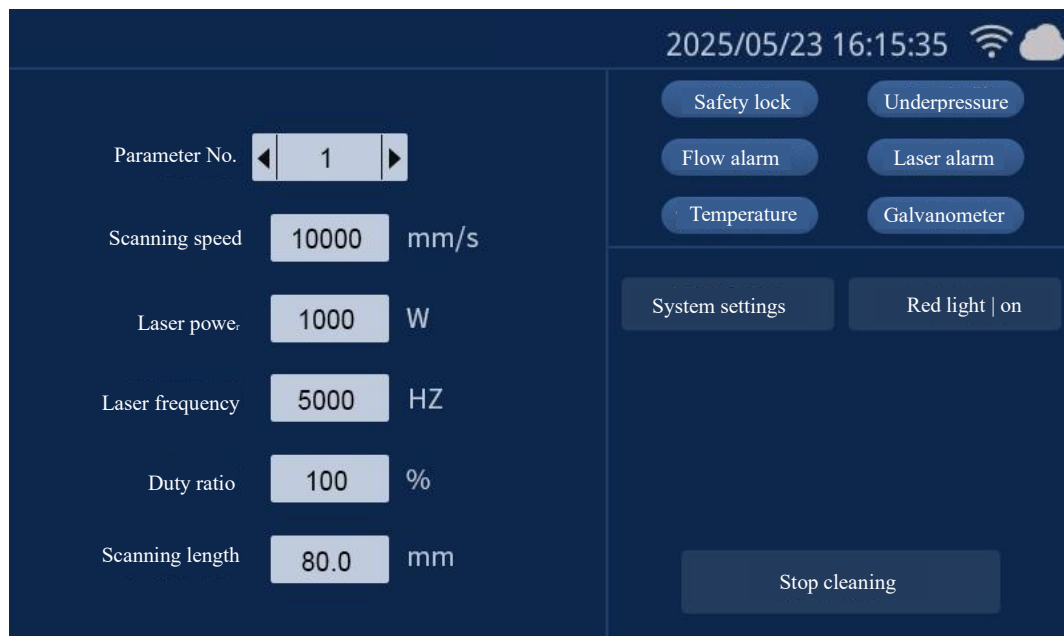 2025/05/23 16:15:35
Parameter No. 1
Scanning speed 10000 mm/s
Laser power 1000 W
Laser frequency 5000 HZ
Duty ratio 100 %
Scanning length 80.0 mm
Safety lock Underpressure
Flow alarm Laser alarm
Temperature Galvanometer
System settings Red light | on
Stop cleaning